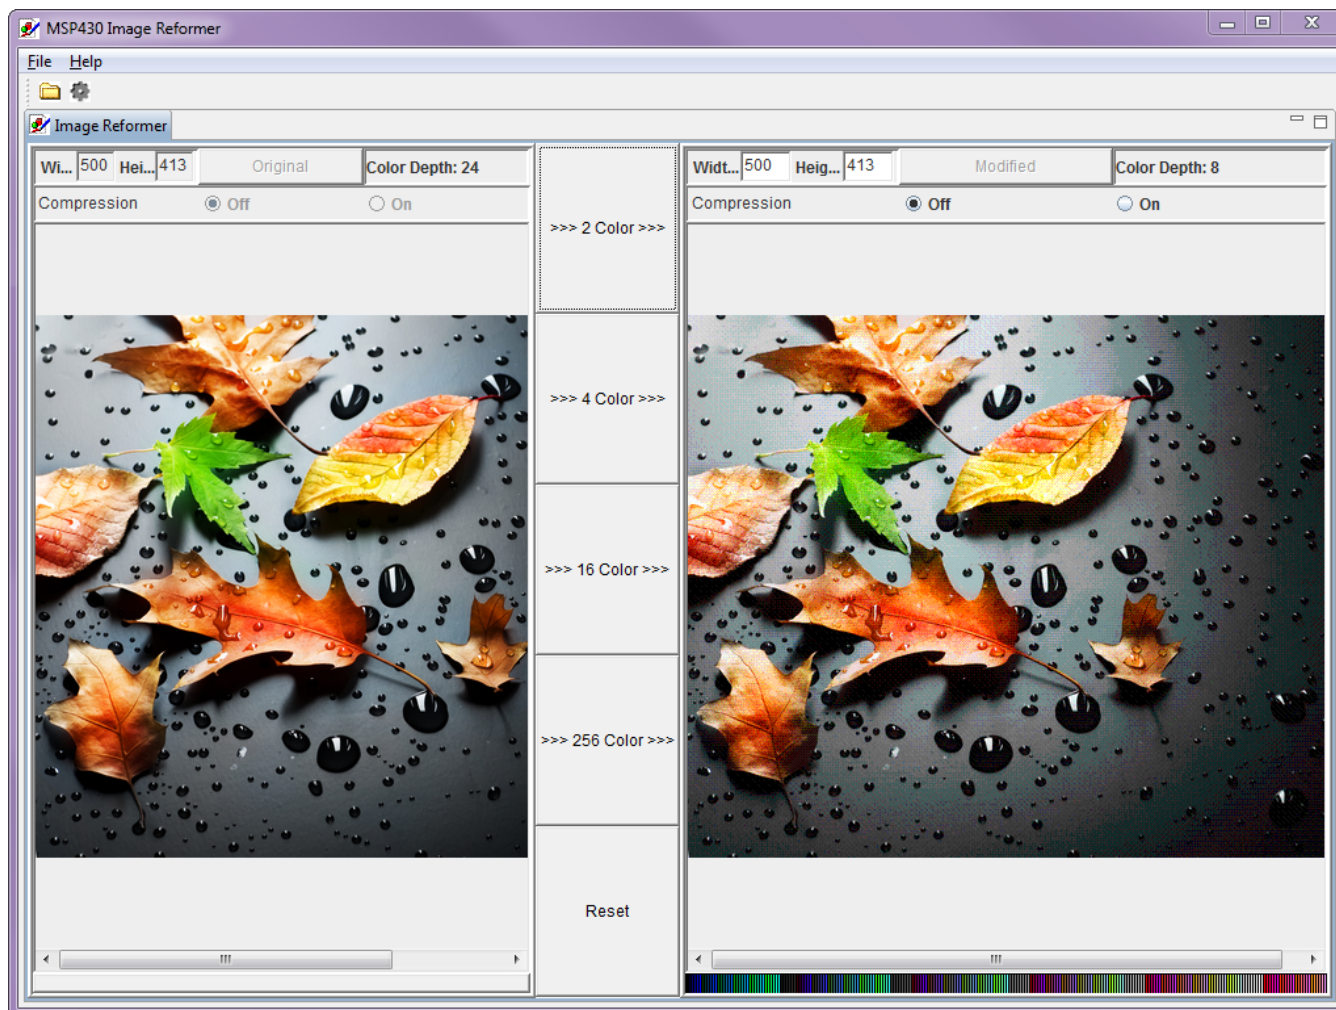 MSP430 Image Reformer
File Help
Image Reformer
Wi... 500 Hei... 413 Original Color Depth: 24
Compression Off On
>>> 2 Color >>>
>>> 4 Color >>>
>>> 16 Color >>>
>>> 256 Color >>>
Reset
Widt... 500 Heig... 413 Modified Color Depth: 8
Compression Off On